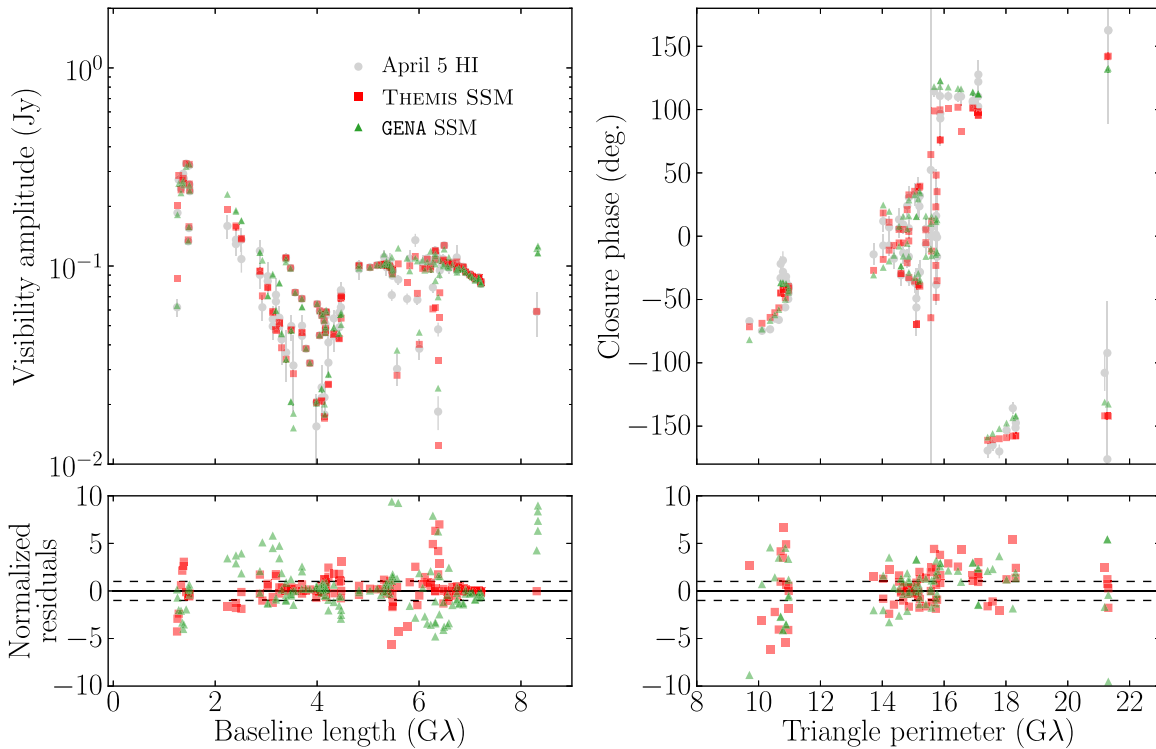 10⁰
10⁻¹
10⁻²
Visibility amplitude (Jy)
April 5 HI
THEMIS SSM
GENA SSM
150
100
50
0
−50
−100
−150
Closure phase (deg.)
10
5
0
−5
−10
Normalized
residuals
0 2 4 6 8
Baseline length (Gλ)
10
5
0
−5
−10
8 10 12 14 16 18 20 22
Triangle perimeter (Gλ)